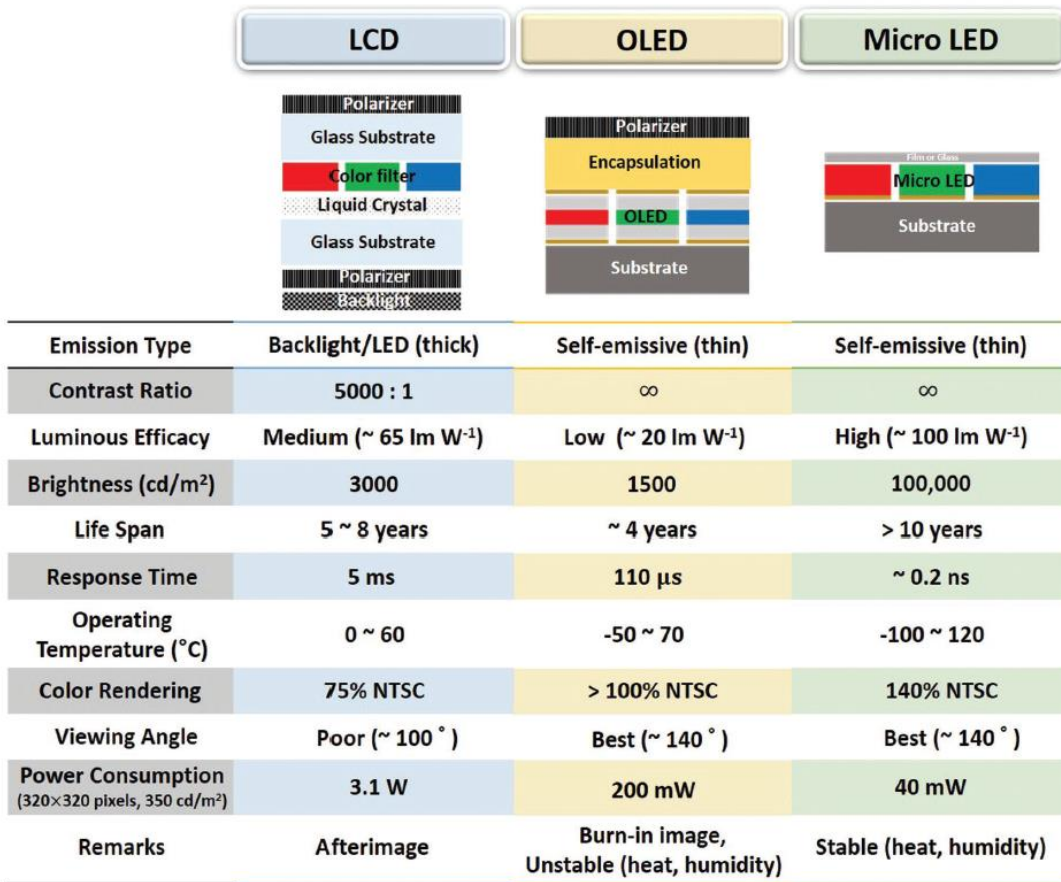 LCD OLED Micro LED
Polarizer
Glass Substrate
Color filter
Liquid Crystal
Glass Substrate
Polarizer
Backlight
Polarizer
Encapsulation
OLED
Substrate
Film or Glass
Micro LED
Substrate
Emission Type Backlight/LED (thick) Self-emissive (thin) Self-emissive (thin)
Contrast Ratio 5000 : 1 ∞ ∞
Luminous Efficacy Medium (~ 65 lm W⁻¹) Low (~ 20 lm W⁻¹) High (~ 100 lm W⁻¹)
Brightness (cd/m²) 3000 1500 100,000
Life Span 5 ~ 8 years ~ 4 years > 10 years
Response Time 5 ms 110 μs ~ 0.2 ns
Operating
Temperature (°C) 0 ~ 60 -50 ~ 70 -100 ~ 120
Color Rendering 75% NTSC > 100% NTSC 140% NTSC
Viewing Angle Poor (~ 100 °) Best (~ 140 °) Best (~ 140 °)
Power Consumption
(320×320 pixels, 350 cd/m²) 3.1 W 200 mW 40 mW
Remarks Afterimage Burn-in image,
Unstable (heat, humidity) Stable (heat, humidity)